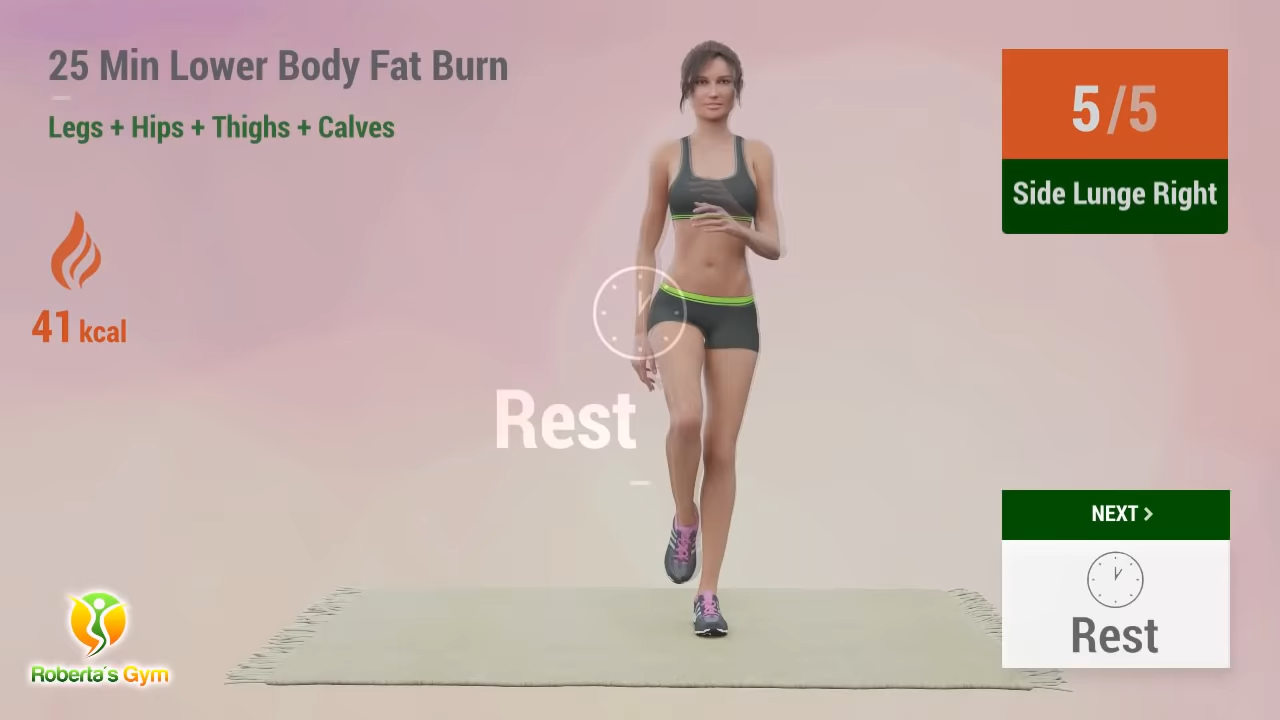 25 Min Lower Body Fat Burn
Legs + Hips + Thighs + Calves
41 kcal
5/5
Side Lunge Right
Rest
NEXT >
Rest
Roberta´s Gym